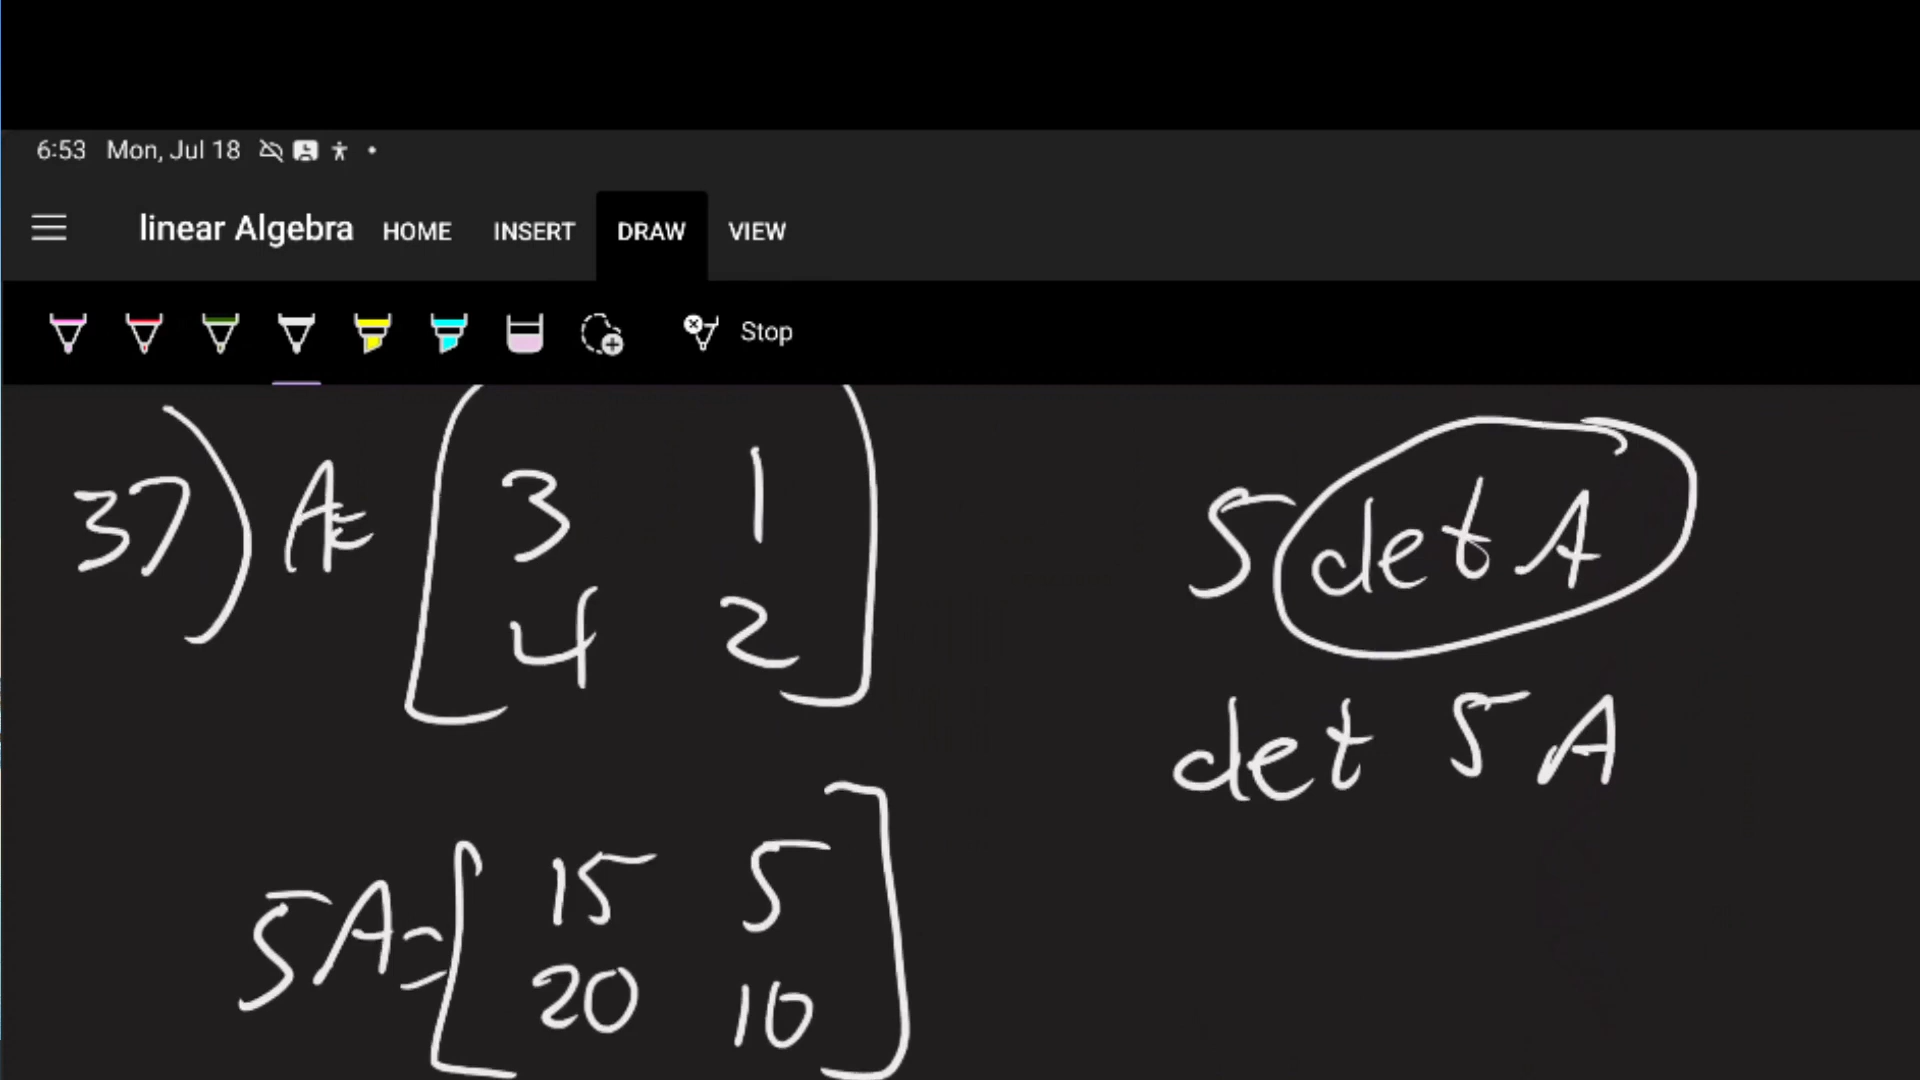 6:53 Mon, Jul 18
linear Algebra HOME INSERT DRAW VIEW
Stop
37) A= [3 1
4 2]
5 det A
det 5A
5A= [15 5
20 10]